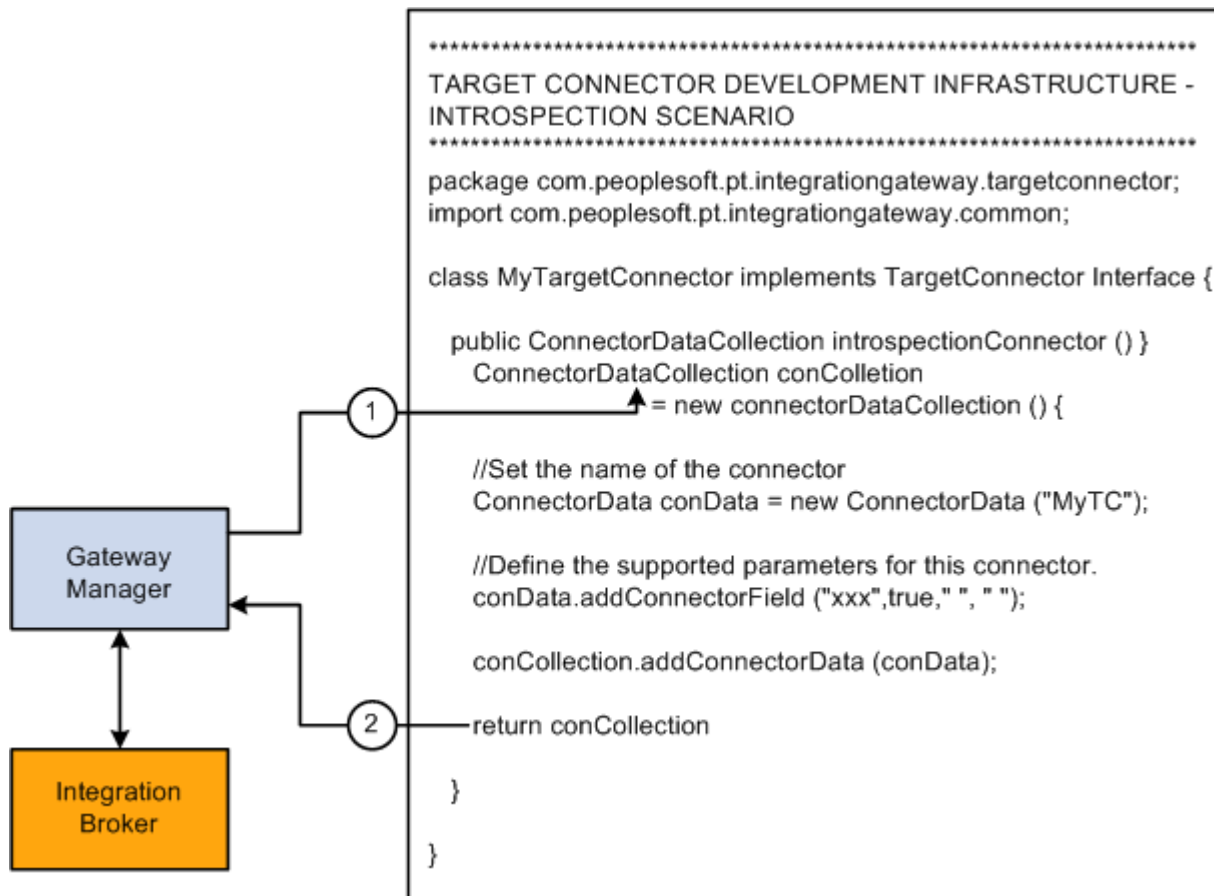 **************************************************************************
TARGET CONNECTOR DEVELOPMENT INFRASTRUCTURE -
INTROSPECTION SCENARIO
**************************************************************************
package com.peoplesoft.pt.integrationgateway.targetconnector;
import com.peoplesoft.pt.integrationgateway.common;
class MyTargetConnector implements TargetConnector Interface {
public ConnectorDataCollection introspectionConnector () }
ConnectorDataCollection conColletion
= new connectorDataCollection () {
//Set the name of the connector
ConnectorData conData = new ConnectorData ("MyTC");
//Define the supported parameters for this connector.
conData.addConnectorField ("xxx",true," ", " ");
conCollection.addConnectorData (conData);
return conCollection
}
}
1
2
Gateway
Manager
Integration
Broker